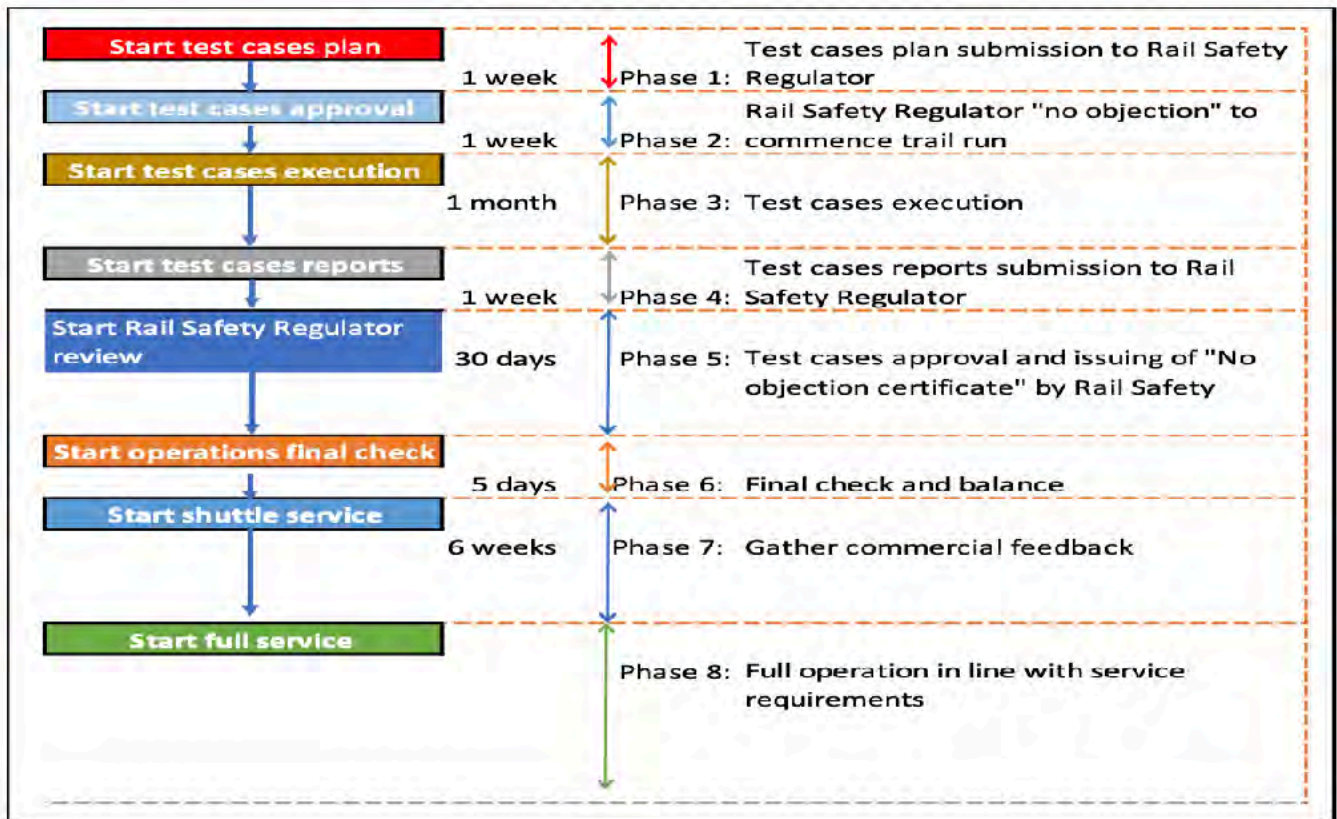 Start test cases plan
1 week
Phase 1:
Test cases plan submission to Rail Safety
Regulator
Start test cases approval
1 week
Phase 2:
Rail Safety Regulator "no objection" to
commence trail run
Start test cases execution
1 month
Phase 3:
Test cases execution
Start test cases reports
1 week
Phase 4:
Test cases reports submission to Rail
Safety Regulator
Start Rail Safety Regulator
review
30 days
Phase 5:
Test cases approval and issuing of "No
objection certificate" by Rail Safety
Start operations final check
5 days
Phase 6:
Final check and balance
Start shuttle service
6 weeks
Phase 7:
Gather commercial feedback
Start full service
Phase 8:
Full operation in line with service
requirements